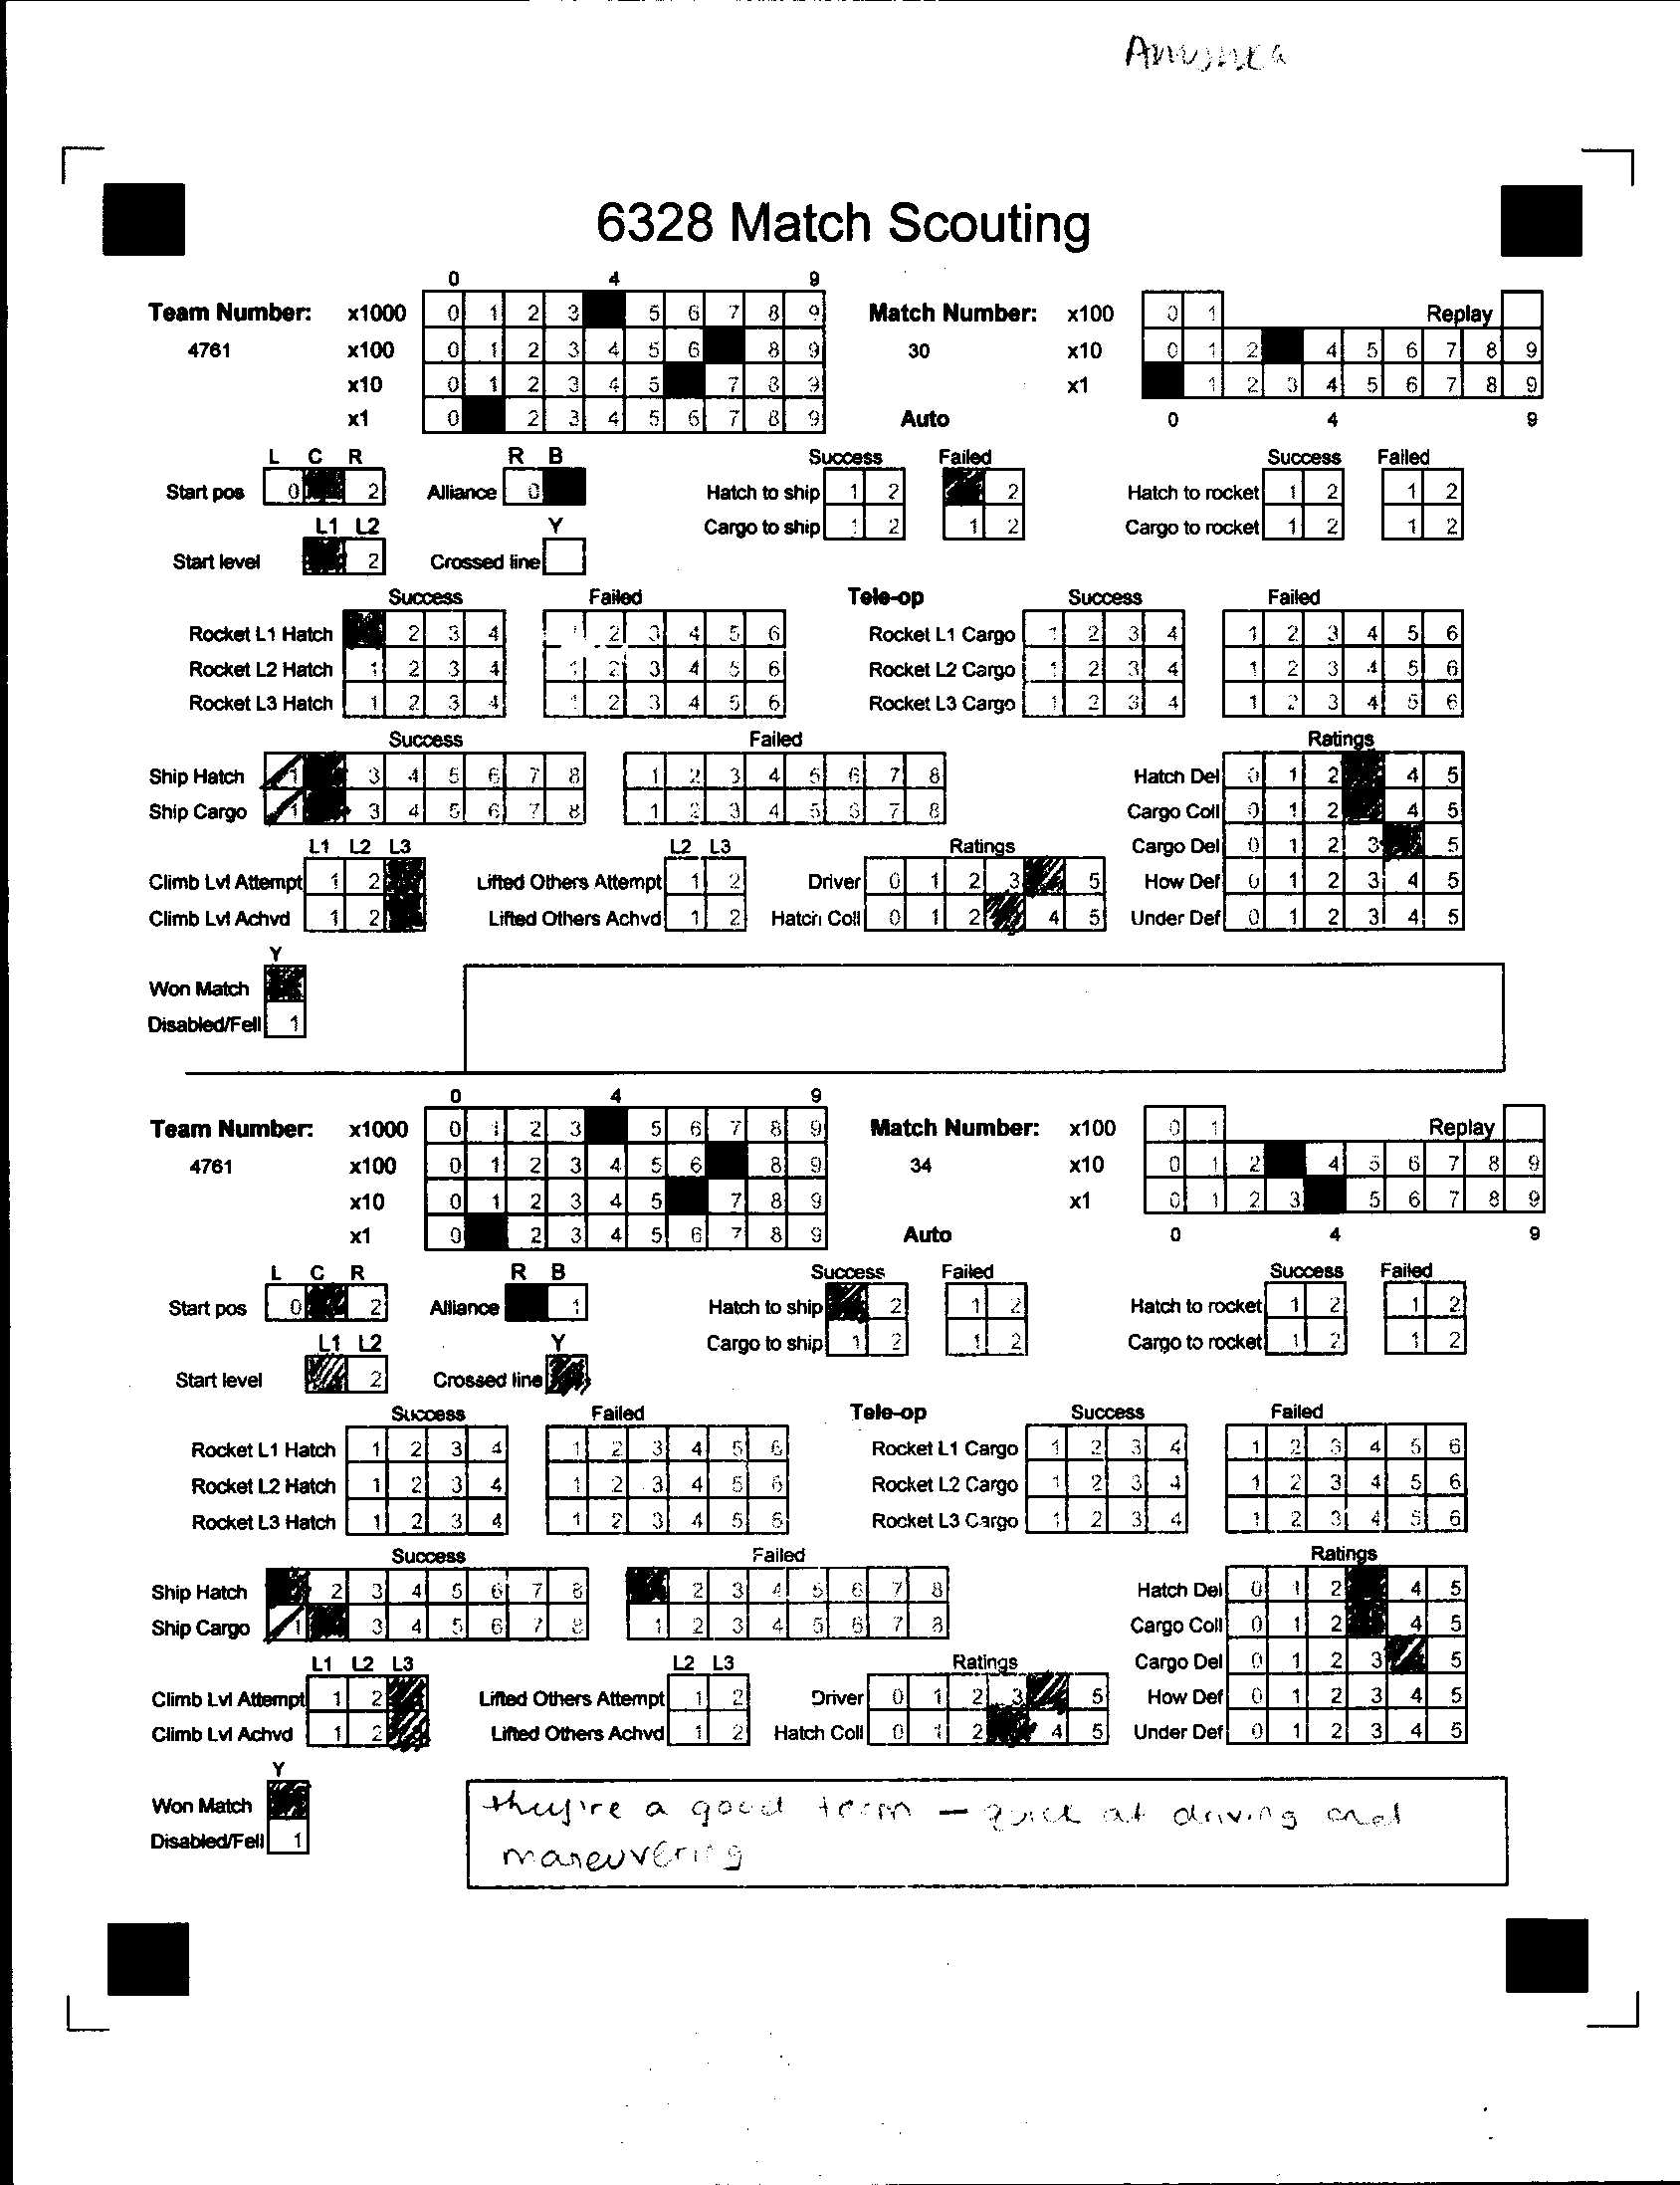 6328 Match Scouting
0 4 9
Team Number: x1000 0 1 2 3 5 6 7 8 9 Match Number: x100 0 1 Replay
4761 x100 0 1 2 3 4 5 6 8 9 30 x10 0 1 2 4 5 6 7 8 9
x10 0 1 2 3 4 5 7 8 9 x1 1 2 3 4 5 6 7 8 9
x1 0 2 3 4 5 6 7 8 9 Auto 0 4 9
L C R R B Success Failed Success Failed
Start pos 0 2 Alliance 0 Hatch to ship 1 2 2 Hatch to rocket 1 2 1 2
L1 L2 Y Cargo to ship 1 2 1 2 Cargo to rocket 1 2 1 2
Start level 2 Crossed line
Success Failed Tele-op Success Failed
Rocket L1 Hatch 2 3 4 1 2 3 4 5 6 Rocket L1 Cargo 1 2 3 4 1 2 3 4 5 6
Rocket L2 Hatch 1 2 3 4 1 2 3 4 5 6 Rocket L2 Cargo 1 2 3 4 1 2 3 4 5 6
Rocket L3 Hatch 1 2 3 4 1 2 3 4 5 6 Rocket L3 Cargo 1 2 3 4 1 2 3 4 5 6
Success Failed Ratings
Ship Hatch 1 3 4 5 6 7 8 1 2 3 4 5 6 7 8 Hatch Del 0 1 2 4 5
Ship Cargo 1 3 4 5 6 7 8 1 2 3 4 5 6 7 8 Cargo Coll 0 1 2 4 5
L1 L2 L3 L2 L3 Ratings Cargo Del 0 1 2 3 5
Climb Lvl Attempt 1 2 Lifted Others Attempt 1 2 Driver 0 1 2 3 5 How Def 0 1 2 3 4 5
Climb Lvl Achvd 1 2 Lifted Others Achvd 1 2 Hatch Coll 0 1 2 4 5 Under Def 0 1 2 3 4 5
Y
Won Match
Disabled/Fell 1
0 4 9
Team Number: x1000 0 1 2 3 5 6 7 8 9 Match Number: x100 0 1 Replay
4761 x100 0 1 2 3 4 5 6 8 9 34 x10 0 1 2 4 5 6 7 8 9
x10 0 1 2 3 4 5 7 8 9 x1 0 1 2 3 5 6 7 8 9
x1 0 2 3 4 5 6 7 8 9 Auto 0 4 9
L C R R B Success Failed Success Failed
Start pos 0 2 Alliance 1 Hatch to ship 2 1 2 Hatch to rocket 1 2 1 2
L1 L2 Y Cargo to ship 1 2 1 2 Cargo to rocket 1 2 1 2
Start level 2 Crossed line
Success Failed Tele-op Success Failed
Rocket L1 Hatch 1 2 3 4 1 2 3 4 5 6 Rocket L1 Cargo 1 2 3 4 1 2 3 4 5 6
Rocket L2 Hatch 1 2 3 4 1 2 3 4 5 6 Rocket L2 Cargo 1 2 3 4 1 2 3 4 5 6
Rocket L3 Hatch 1 2 3 4 1 2 3 4 5 6 Rocket L3 Cargo 1 2 3 4 1 2 3 4 5 6
Success Failed Ratings
Ship Hatch 2 3 4 5 6 7 8 2 3 4 5 6 7 8 Hatch Del 0 1 2 4 5
Ship Cargo 1 3 4 5 6 7 8 1 2 3 4 5 6 7 8 Cargo Coll 0 1 2 4 5
L1 L2 L3 L2 L3 Ratings Cargo Del 0 1 2 3 5
Climb Lvl Attempt 1 2 Lifted Others Attempt 1 2 Driver 0 1 2 3 5 How Def 0 1 2 3 4 5
Climb Lvl Achvd 1 2 Lifted Others Achvd 1 2 Hatch Coll 0 1 2 4 5 Under Def 0 1 2 3 4 5
Y
Won Match
Disabled/Fell 1
they're a good team — quick at driving and
maneuvering